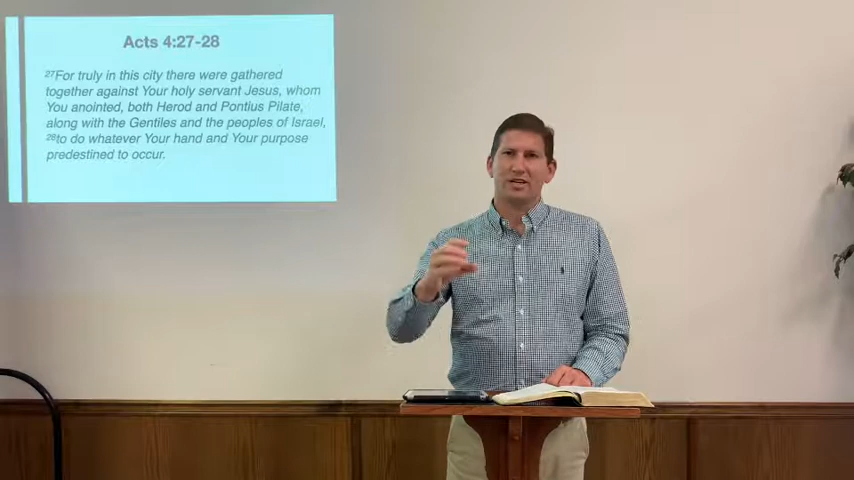 Acts 4:27-28
27For truly in this city there were gathered
together against Your holy servant Jesus, whom
You anointed, both Herod and Pontius Pilate,
along with the Gentiles and the peoples of Israel,
28to do whatever Your hand and Your purpose
predestined to occur.